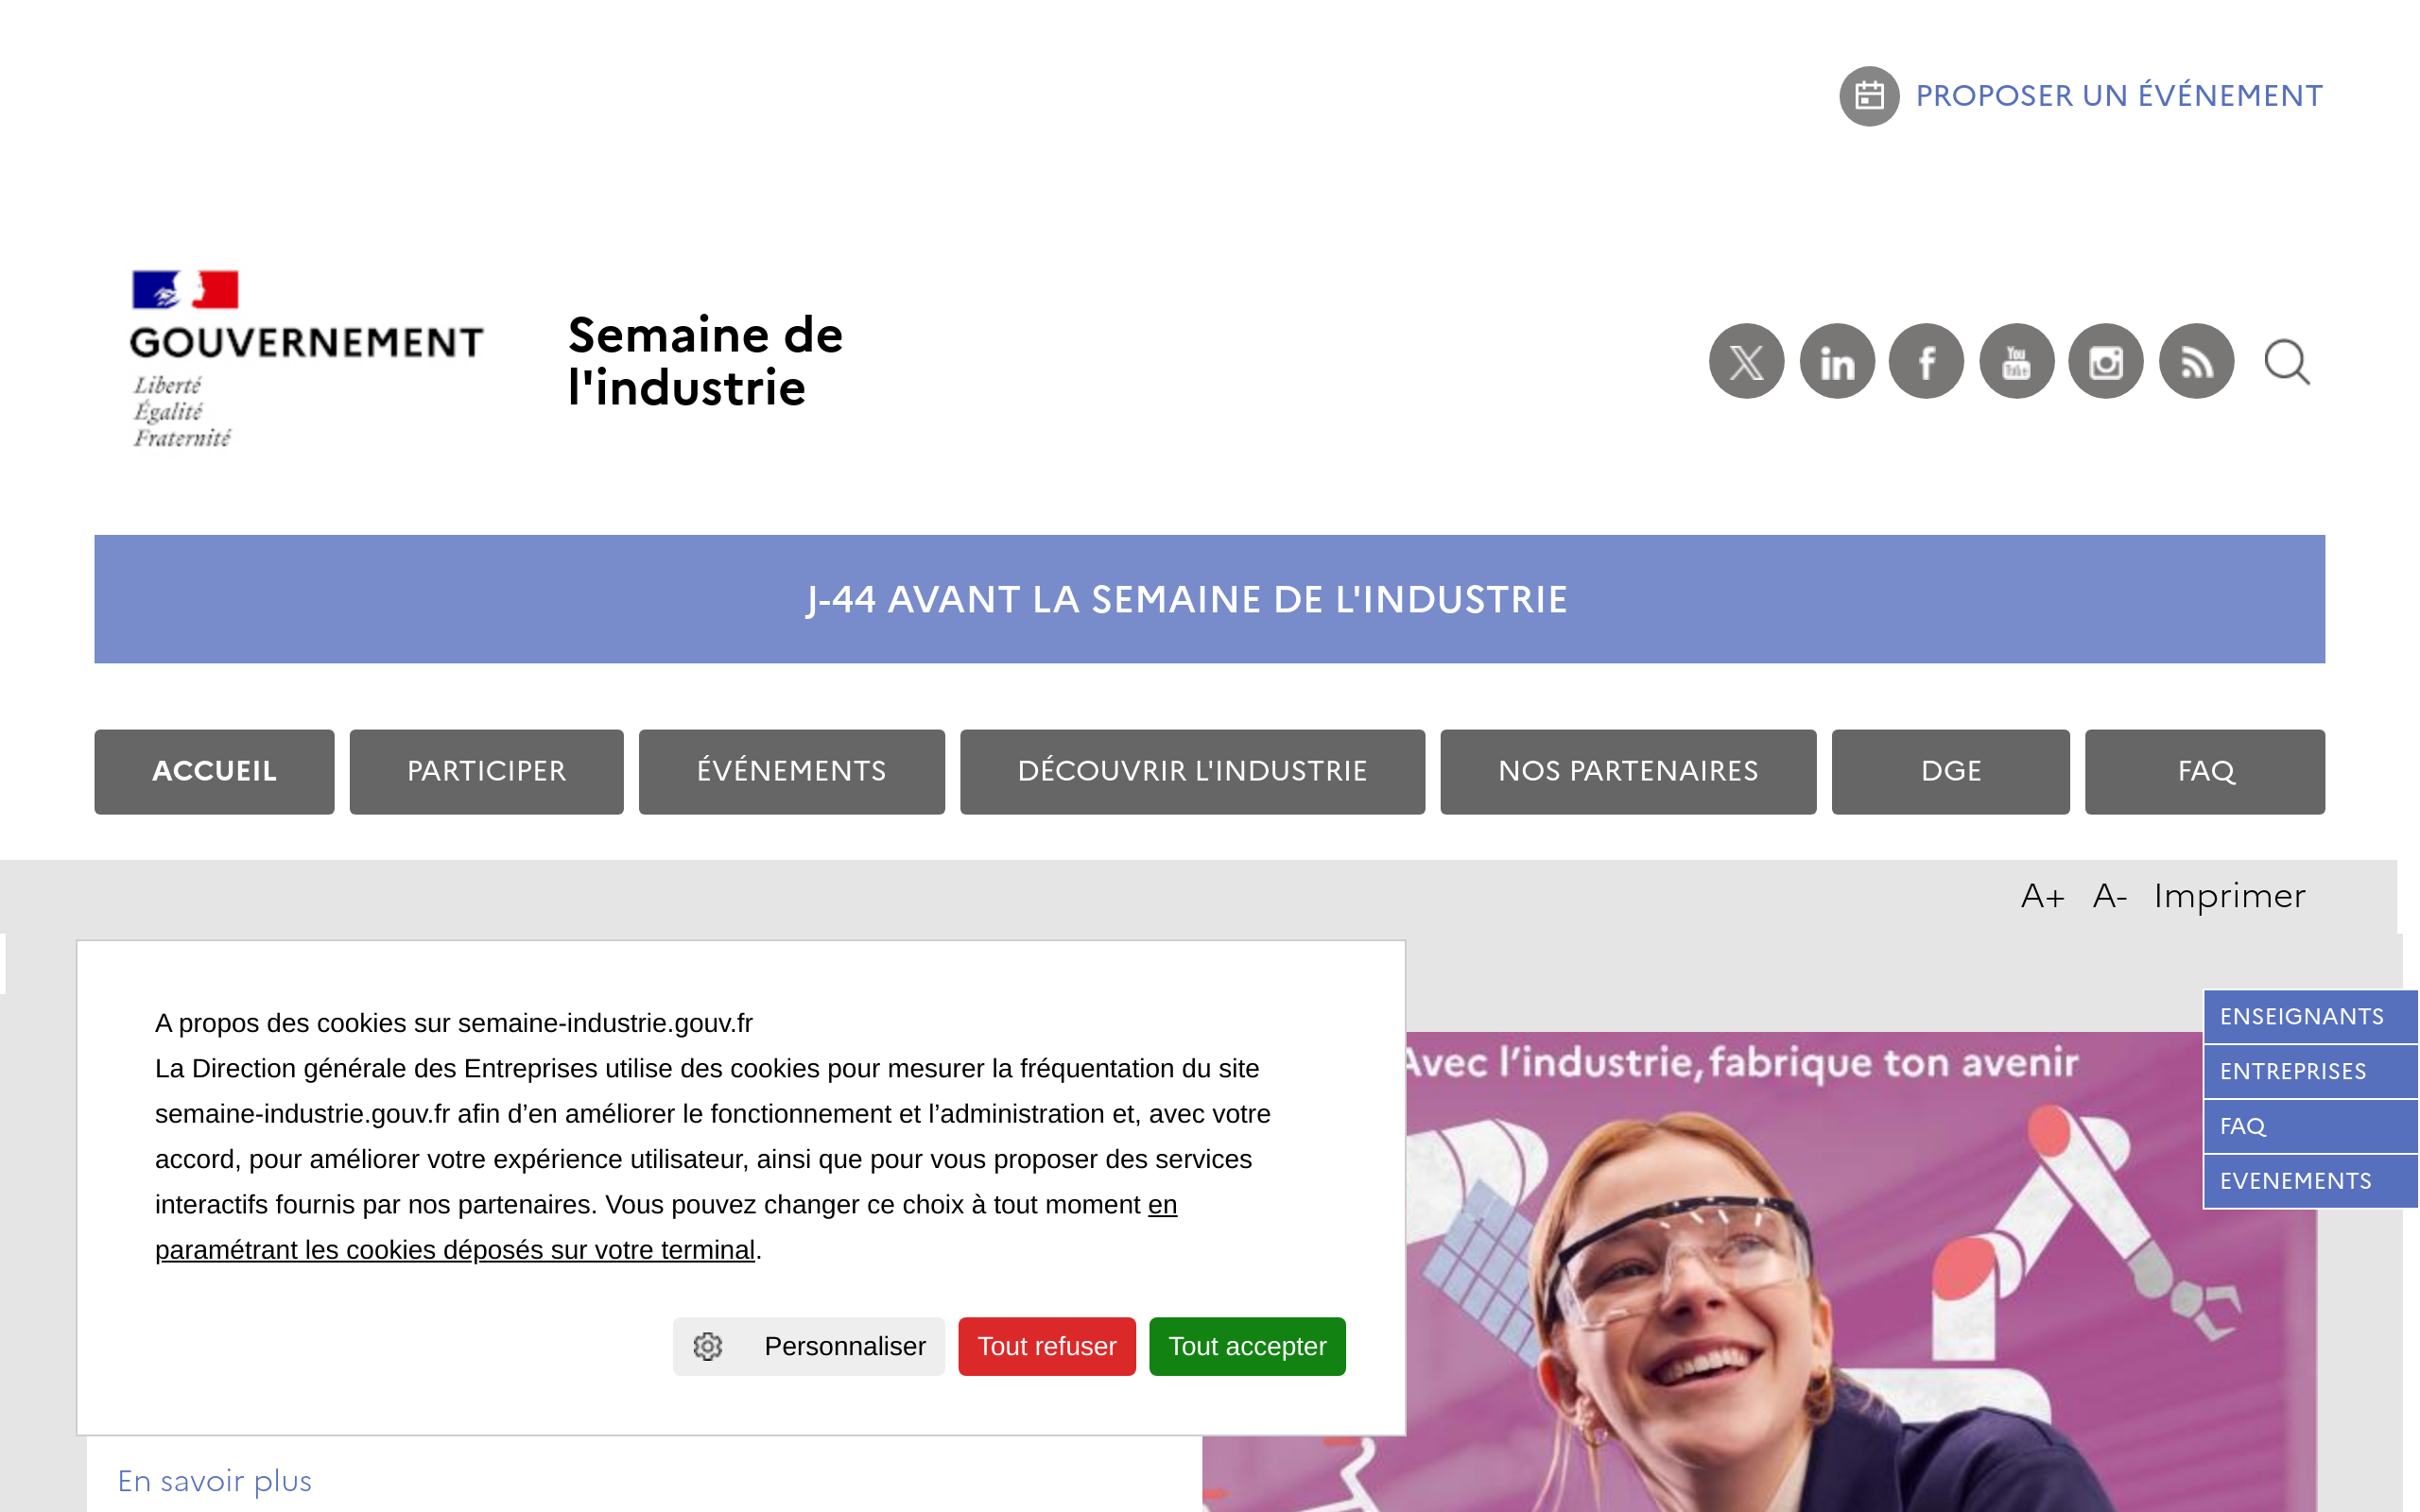 PROPOSER UN ÉVÉNEMENT
GOUVERNEMENT
Liberté
Égalité
Fraternité
Semaine de
l'industrie
J-44 AVANT LA SEMAINE DE L'INDUSTRIE
ACCUEIL
PARTICIPER
ÉVÉNEMENTS
DÉCOUVRIR L'INDUSTRIE
NOS PARTENAIRES
DGE
FAQ
A+ A- Imprimer
A propos des cookies sur semaine-industrie.gouv.fr
La Direction générale des Entreprises utilise des cookies pour mesurer la fréquentation du site
semaine-industrie.gouv.fr afin d’en améliorer le fonctionnement et l’administration et, avec votre
accord, pour améliorer votre expérience utilisateur, ainsi que pour vous proposer des services
interactifs fournis par nos partenaires. Vous pouvez changer ce choix à tout moment en
paramétrant les cookies déposés sur votre terminal.
Personnaliser
Tout refuser
Tout accepter
Avec l’industrie, fabrique ton avenir
ENSEIGNANTS
ENTREPRISES
FAQ
EVENEMENTS
En savoir plus